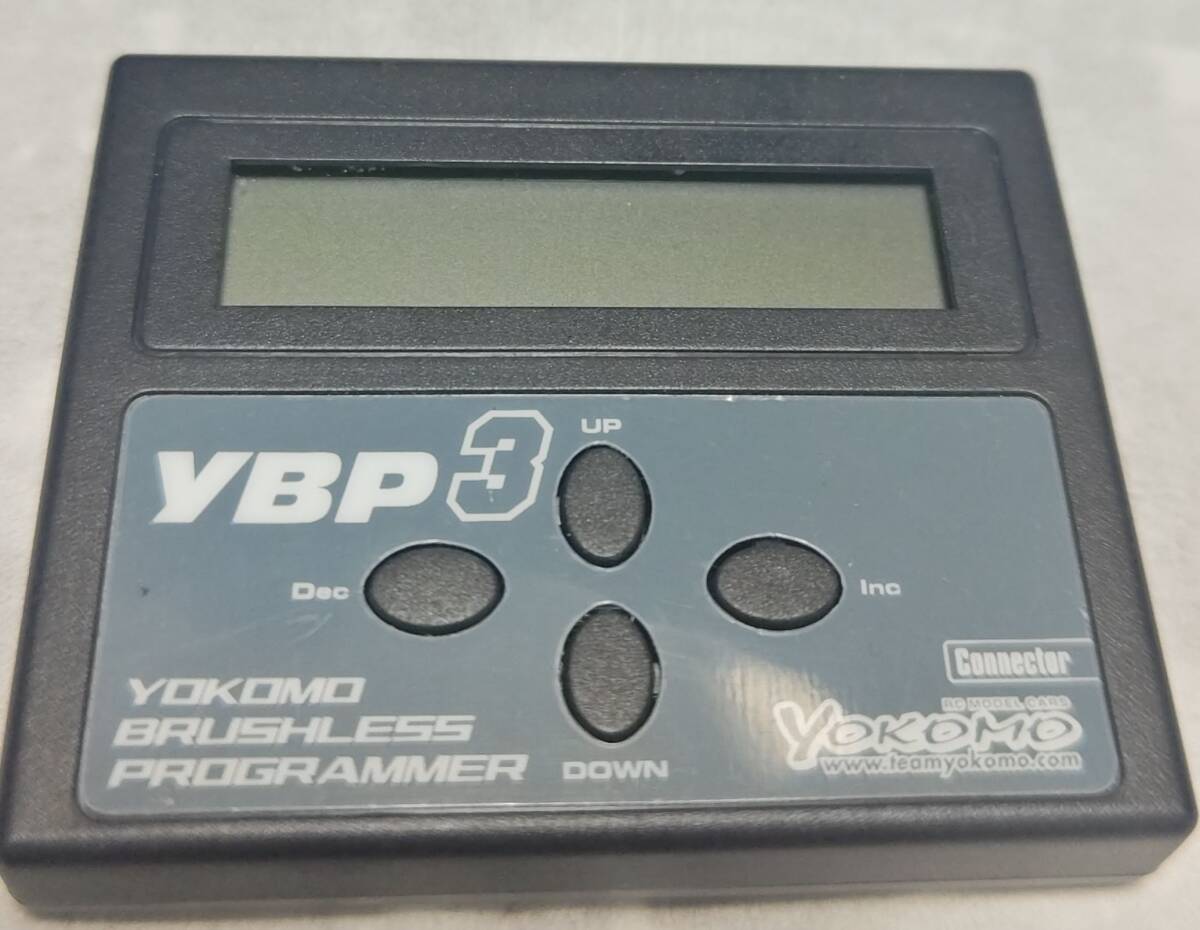 YBP3
UP
Dec
Inc
DOWN
YOKOMO
BRUSHLESS
PROGRAMMER
Connector
RC MODEL CARS
YOKOMO
www.teamyokomo.com